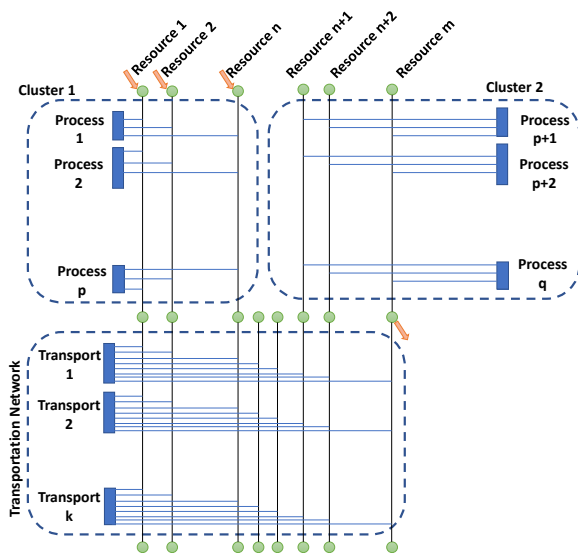 Resource 1
Resource 2
Resource n
Resource n+1
Resource n+2
Resource m
Cluster 1
Cluster 2
Process
1
Process
2
Process
p
Process
p+1
Process
p+2
Process
q
Transportation Network
Transport
1
Transport
2
Transport
k